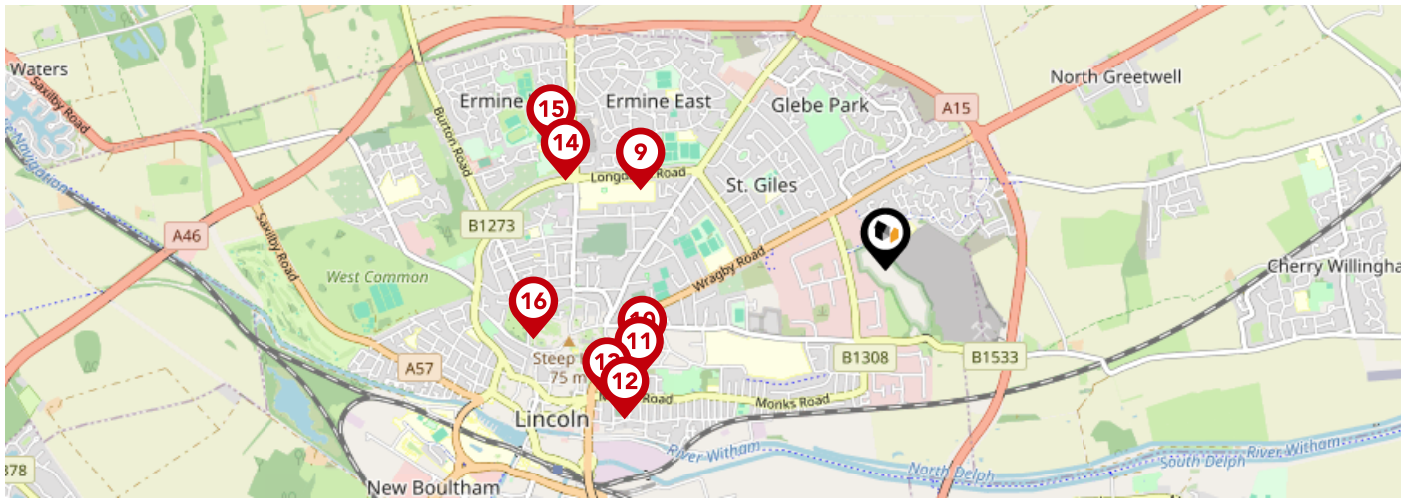 Waters
Saxilby Road
North Greetwell
Ermine
15
Ermine East
Glebe Park
A15
Burton Road
14
9
Road
St. Giles
B1273
A46
Saxilby Road
West Common
Wragby Road
Cherry Willingha
16
10
11
Steep
75 m
13
12
A57
B1308
B1533
Road
Monks Road
Lincoln
River Witham
North Delph
South Delph
River Witham
378
New Boultham